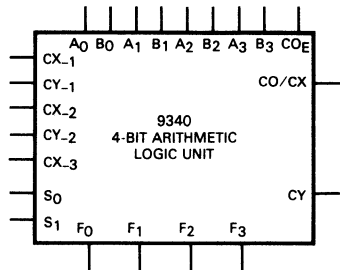 A0 B0 A1 B1 A2 B2 A3 B3 COE
CX-1
CY-1
CX-2
CY-2
CX-3
S0
S1
CO/CX
9340
4-BIT ARITHMETIC
LOGIC UNIT
CY
F0 F1 F2 F3